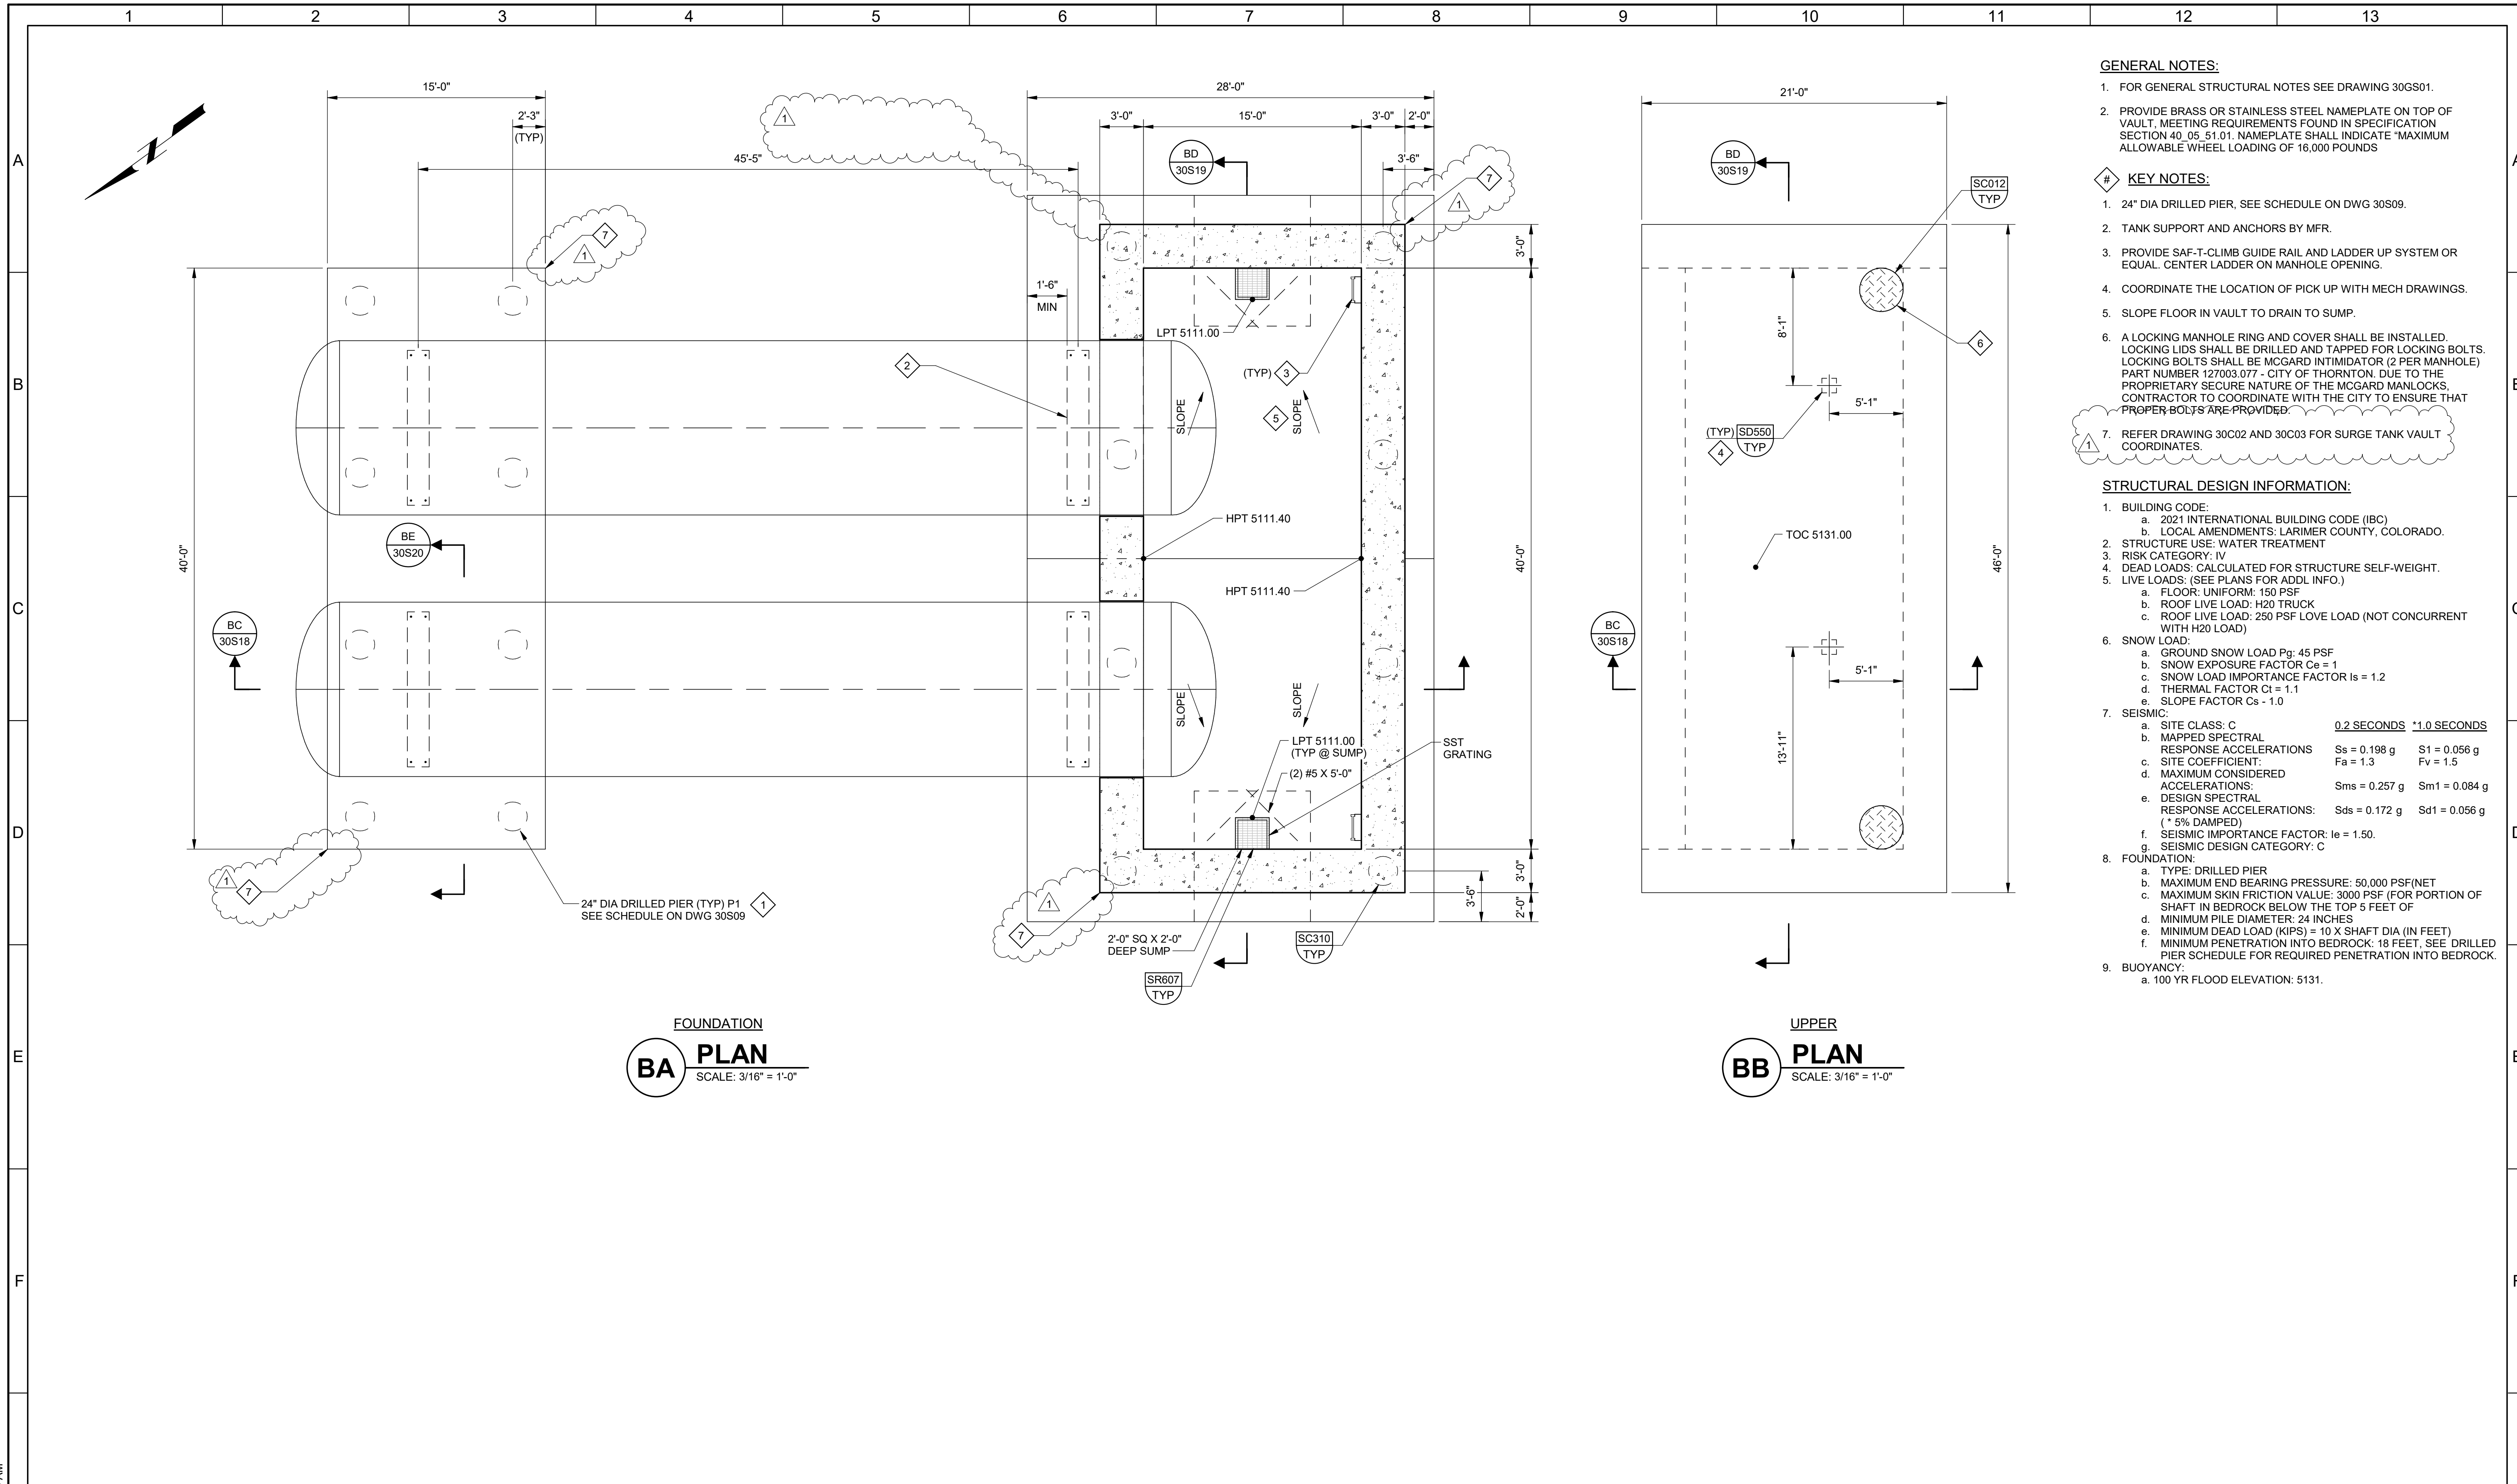 1 2 3 4 5 6 7 8 9 10 11 12 13
A
B
C
D
E
F
15'-0"
2'-3"
(TYP)
45'-5"
1
28'-0"
3'-0" 15'-0" 3'-0" 2'-0"
3'-6"
BD
30S19
7
1
7
1
3'-0"
1'-6"
MIN
LPT 5111.00
2
(TYP) 3
SLOPE
5
SLOPE
HPT 5111.40
BE
30S20
40'-0"
40'-0"
HPT 5111.40
BC
30S18
SLOPE
SLOPE
LPT 5111.00
(TYP @ SUMP)
SST
GRATING
(2) #5 X 5'-0"
1
7
24" DIA DRILLED PIER (TYP) P1
SEE SCHEDULE ON DWG 30S09
1
1
7
3'-0"
3'-6"
2'-0"
2'-0" SQ X 2'-0"
DEEP SUMP
SC310
TYP
SR607
TYP
FOUNDATION
BA
PLAN
SCALE: 3/16" = 1'-0"
21'-0"
BD
30S19
SC012
TYP
8'-1"
6
5'-1"
(TYP) SD550
TYP
4
TOC 5131.00
46'-0"
BC
30S18
5'-1"
13'-11"
UPPER
BB
PLAN
SCALE: 3/16" = 1'-0"
GENERAL NOTES:
1. FOR GENERAL STRUCTURAL NOTES SEE DRAWING 30GS01.
2. PROVIDE BRASS OR STAINLESS STEEL NAMEPLATE ON TOP OF
VAULT, MEETING REQUIREMENTS FOUND IN SPECIFICATION
SECTION 40_05_51.01. NAMEPLATE SHALL INDICATE “MAXIMUM
ALLOWABLE WHEEL LOADING OF 16,000 POUNDS
# KEY NOTES:
1. 24" DIA DRILLED PIER, SEE SCHEDULE ON DWG 30S09.
2. TANK SUPPORT AND ANCHORS BY MFR.
3. PROVIDE SAF-T-CLIMB GUIDE RAIL AND LADDER UP SYSTEM OR
EQUAL. CENTER LADDER ON MANHOLE OPENING.
4. COORDINATE THE LOCATION OF PICK UP WITH MECH DRAWINGS.
5. SLOPE FLOOR IN VAULT TO DRAIN TO SUMP.
6. A LOCKING MANHOLE RING AND COVER SHALL BE INSTALLED.
LOCKING LIDS SHALL BE DRILLED AND TAPPED FOR LOCKING BOLTS.
LOCKING BOLTS SHALL BE MCGARD INTIMIDATOR (2 PER MANHOLE)
PART NUMBER 127003.077 - CITY OF THORNTON. DUE TO THE
PROPRIETARY SECURE NATURE OF THE MCGARD MANLOCKS,
CONTRACTOR TO COORDINATE WITH THE CITY TO ENSURE THAT
PROPER BOLTS ARE PROVIDED.
7. REFER DRAWING 30C02 AND 30C03 FOR SURGE TANK VAULT
1 COORDINATES.
STRUCTURAL DESIGN INFORMATION:
1. BUILDING CODE:
a. 2021 INTERNATIONAL BUILDING CODE (IBC)
b. LOCAL AMENDMENTS: LARIMER COUNTY, COLORADO.
2. STRUCTURE USE: WATER TREATMENT
3. RISK CATEGORY: IV
4. DEAD LOADS: CALCULATED FOR STRUCTURE SELF-WEIGHT.
5. LIVE LOADS: (SEE PLANS FOR ADDL INFO.)
a. FLOOR: UNIFORM: 150 PSF
b. ROOF LIVE LOAD: H20 TRUCK
c. ROOF LIVE LOAD: 250 PSF LOVE LOAD (NOT CONCURRENT
WITH H20 LOAD)
6. SNOW LOAD:
a. GROUND SNOW LOAD Pg: 45 PSF
b. SNOW EXPOSURE FACTOR Ce = 1
c. SNOW LOAD IMPORTANCE FACTOR Is = 1.2
d. THERMAL FACTOR Ct = 1.1
e. SLOPE FACTOR Cs - 1.0
7. SEISMIC:
a. SITE CLASS: C 0.2 SECONDS *1.0 SECONDS
b. MAPPED SPECTRAL
RESPONSE ACCELERATIONS Ss = 0.198 g S1 = 0.056 g
c. SITE COEFFICIENT: Fa = 1.3 Fv = 1.5
d. MAXIMUM CONSIDERED
ACCELERATIONS: Sms = 0.257 g Sm1 = 0.084 g
e. DESIGN SPECTRAL
RESPONSE ACCELERATIONS: Sds = 0.172 g Sd1 = 0.056 g
( * 5% DAMPED)
f. SEISMIC IMPORTANCE FACTOR: Ie = 1.50.
g. SEISMIC DESIGN CATEGORY: C
8. FOUNDATION:
a. TYPE: DRILLED PIER
b. MAXIMUM END BEARING PRESSURE: 50,000 PSF(NET
c. MAXIMUM SKIN FRICTION VALUE: 3000 PSF (FOR PORTION OF
SHAFT IN BEDROCK BELOW THE TOP 5 FEET OF
d. MINIMUM PILE DIAMETER: 24 INCHES
e. MINIMUM DEAD LOAD (KIPS) = 10 X SHAFT DIA (IN FEET)
f. MINIMUM PENETRATION INTO BEDROCK: 18 FEET, SEE DRILLED
PIER SCHEDULE FOR REQUIRED PENETRATION INTO BEDROCK.
9. BUOYANCY:
a. 100 YR FLOOD ELEVATION: 5131.